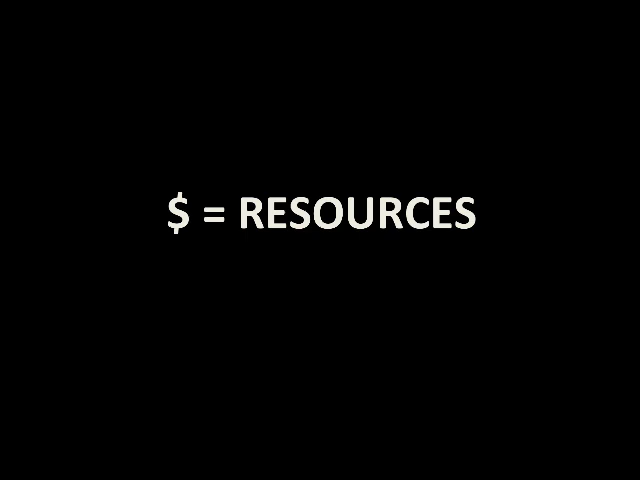 $ = RESOURCES